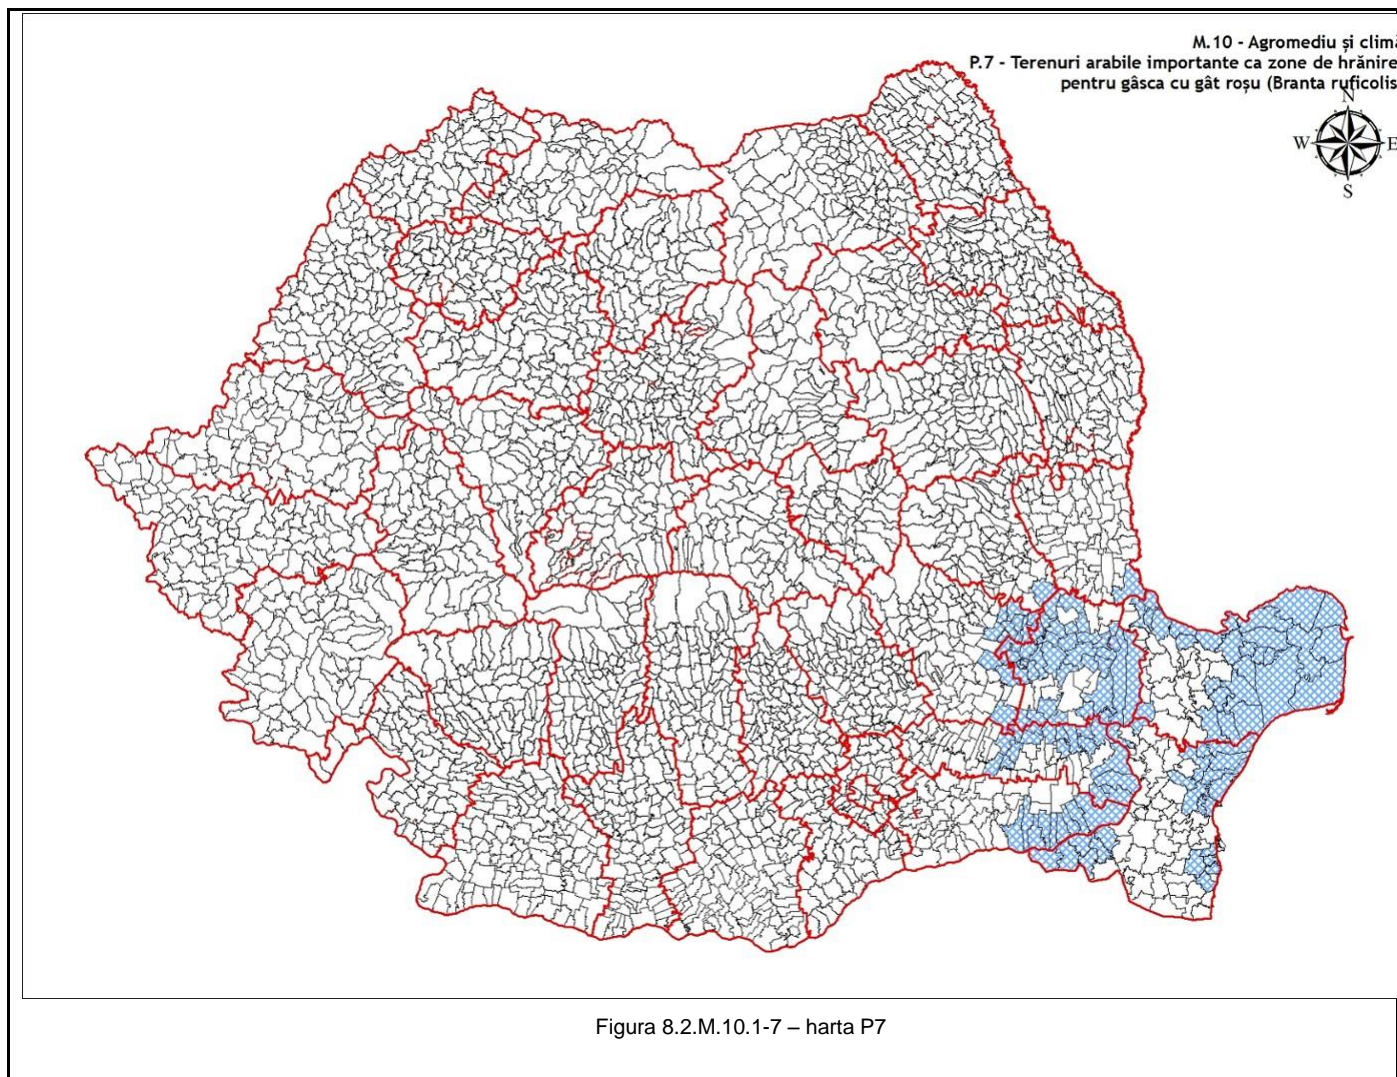 M.10 - Agromediu și climă
P.7 - Terenuri arabile importante ca zone de hrănire
pentru gâsca cu gât roșu (Branta ruficolis
N
W E
S
Figura 8.2.M.10.1-7 – harta P7